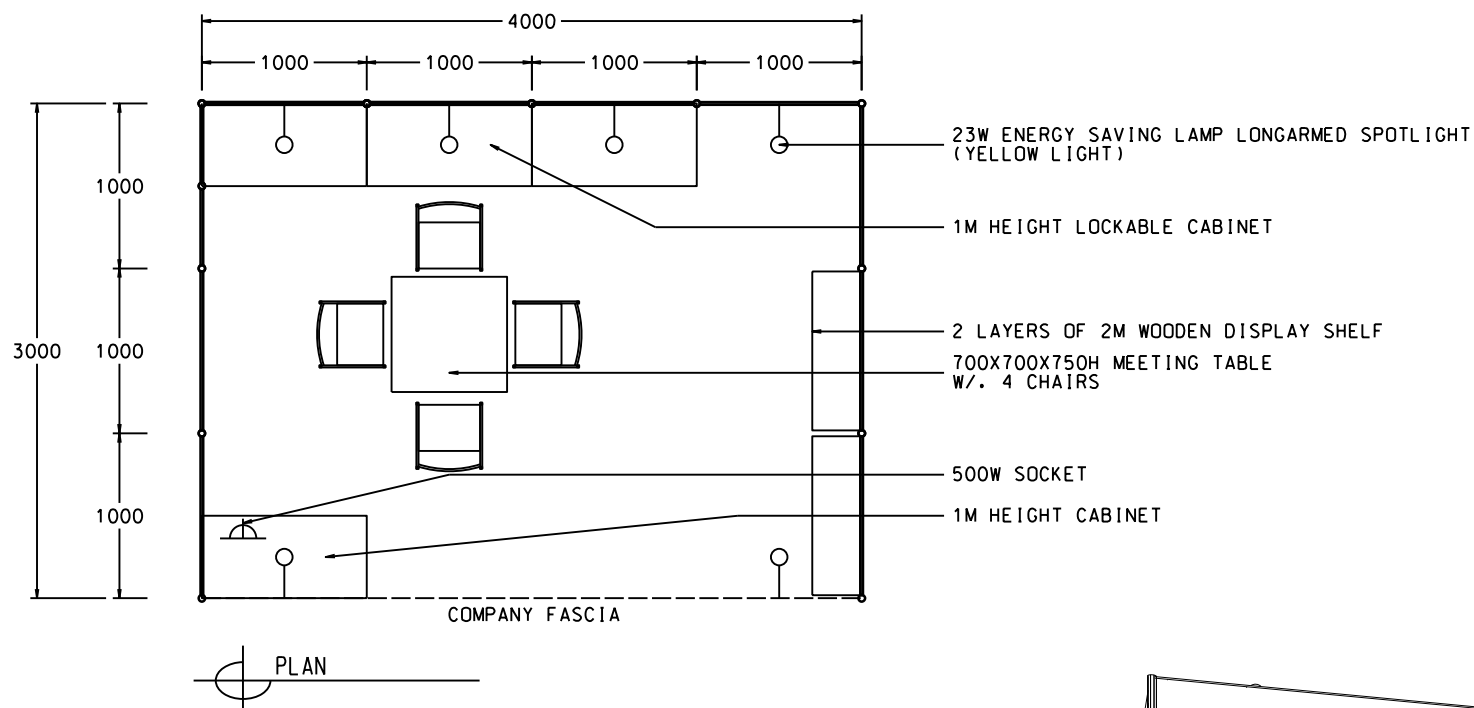 4000
1000 1000 1000 1000
23W ENERGY SAVING LAMP LONGARMED SPOTLIGHT
(YELLOW LIGHT)
1000
1M HEIGHT LOCKABLE CABINET
2 LAYERS OF 2M WOODEN DISPLAY SHELF
3000 1000
700X700X750H MEETING TABLE
W/. 4 CHAIRS
500W SOCKET
1000
1M HEIGHT CABINET
COMPANY FASCIA
PLAN